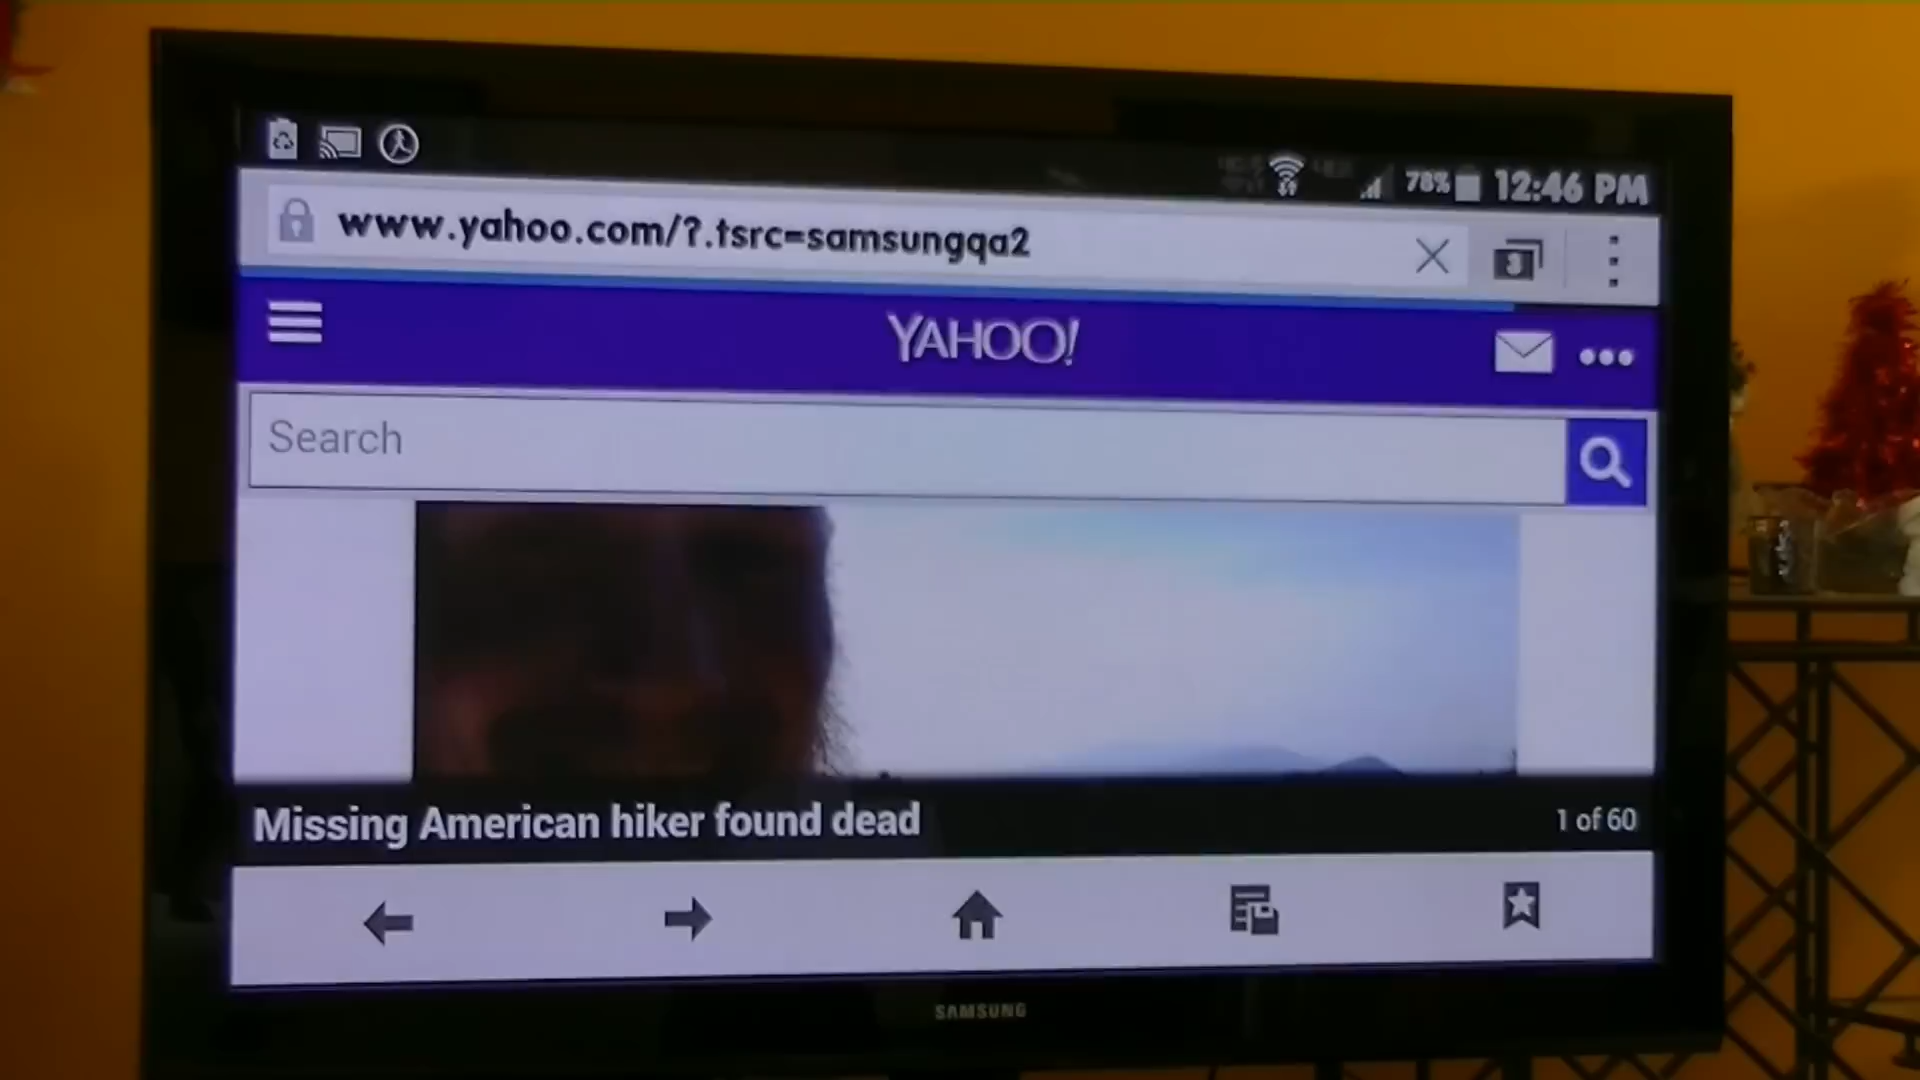 78% 12:46 PM
www.yahoo.com/?.tsrc=samsungqa2
3
YAHOO!
Search
Missing American hiker found dead
1 of 60
SAMSUNG